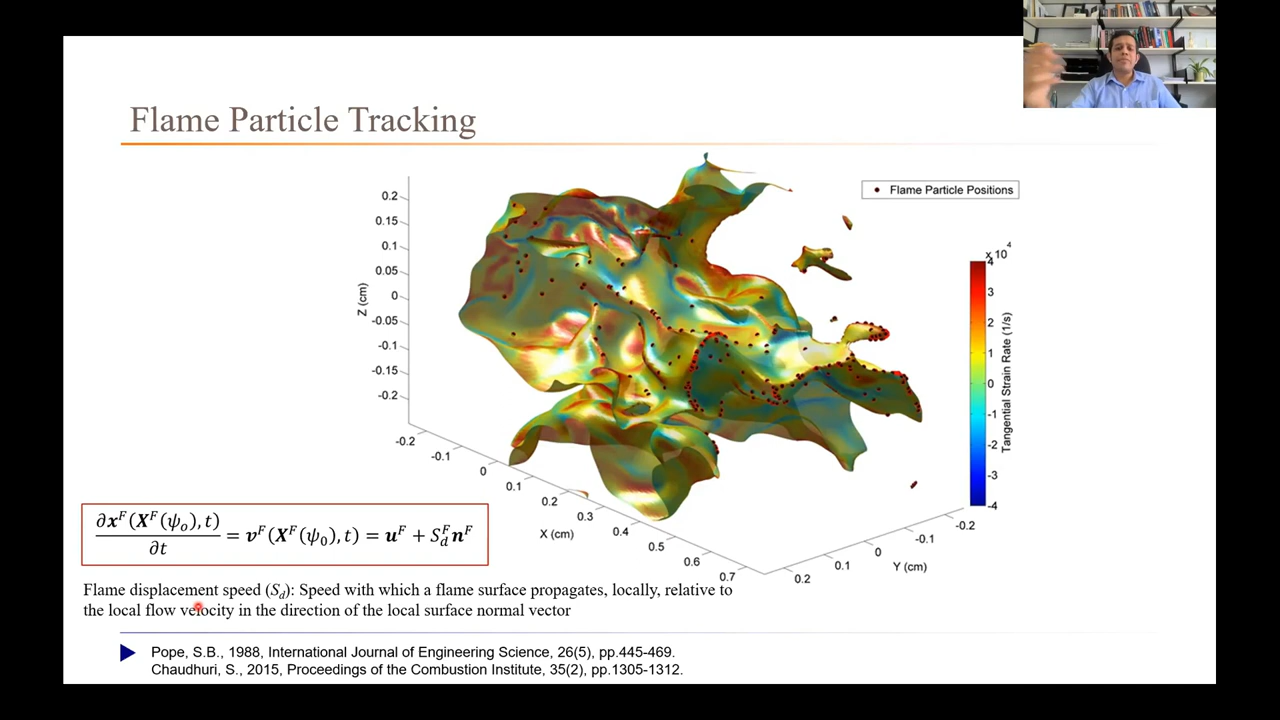 Flame Particle Tracking
Flame Particle Positions
Z (cm)
0.2
0.15
0.1
0.05
0
-0.05
-0.1
-0.15
-0.2
-0.2
-0.1
0
0.1
0.2
0.3
0.4
0.5
0.6
0.7
X (cm)
0.2
0.1
0
-0.1
-0.2
Y (cm)
x 10^4
4
3
2
1
0
-1
-2
-3
-4
Tangential Strain Rate (1/s)
∂x^F(X^F(ψ_o), t)/∂t = v^F(X^F(ψ_0), t) = u^F + S_d^F n^F
Flame displacement speed (S_d): Speed with which a flame surface propagates, locally, relative to
the local flow velocity in the direction of the local surface normal vector
Pope, S.B., 1988, International Journal of Engineering Science, 26(5), pp.445-469.
Chaudhuri, S., 2015, Proceedings of the Combustion Institute, 35(2), pp.1305-1312.